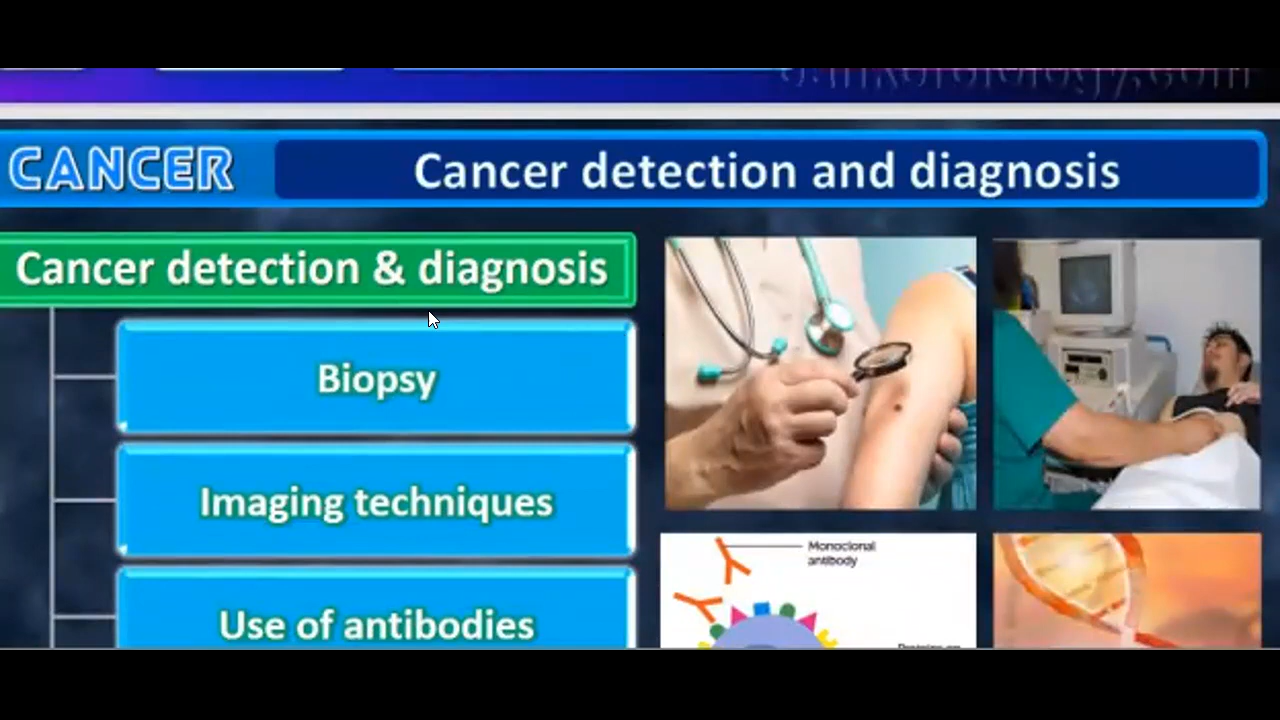 CANCER
Cancer detection and diagnosis
Cancer detection & diagnosis
Biopsy
Imaging techniques
Use of antibodies
Monoclonal
antibody